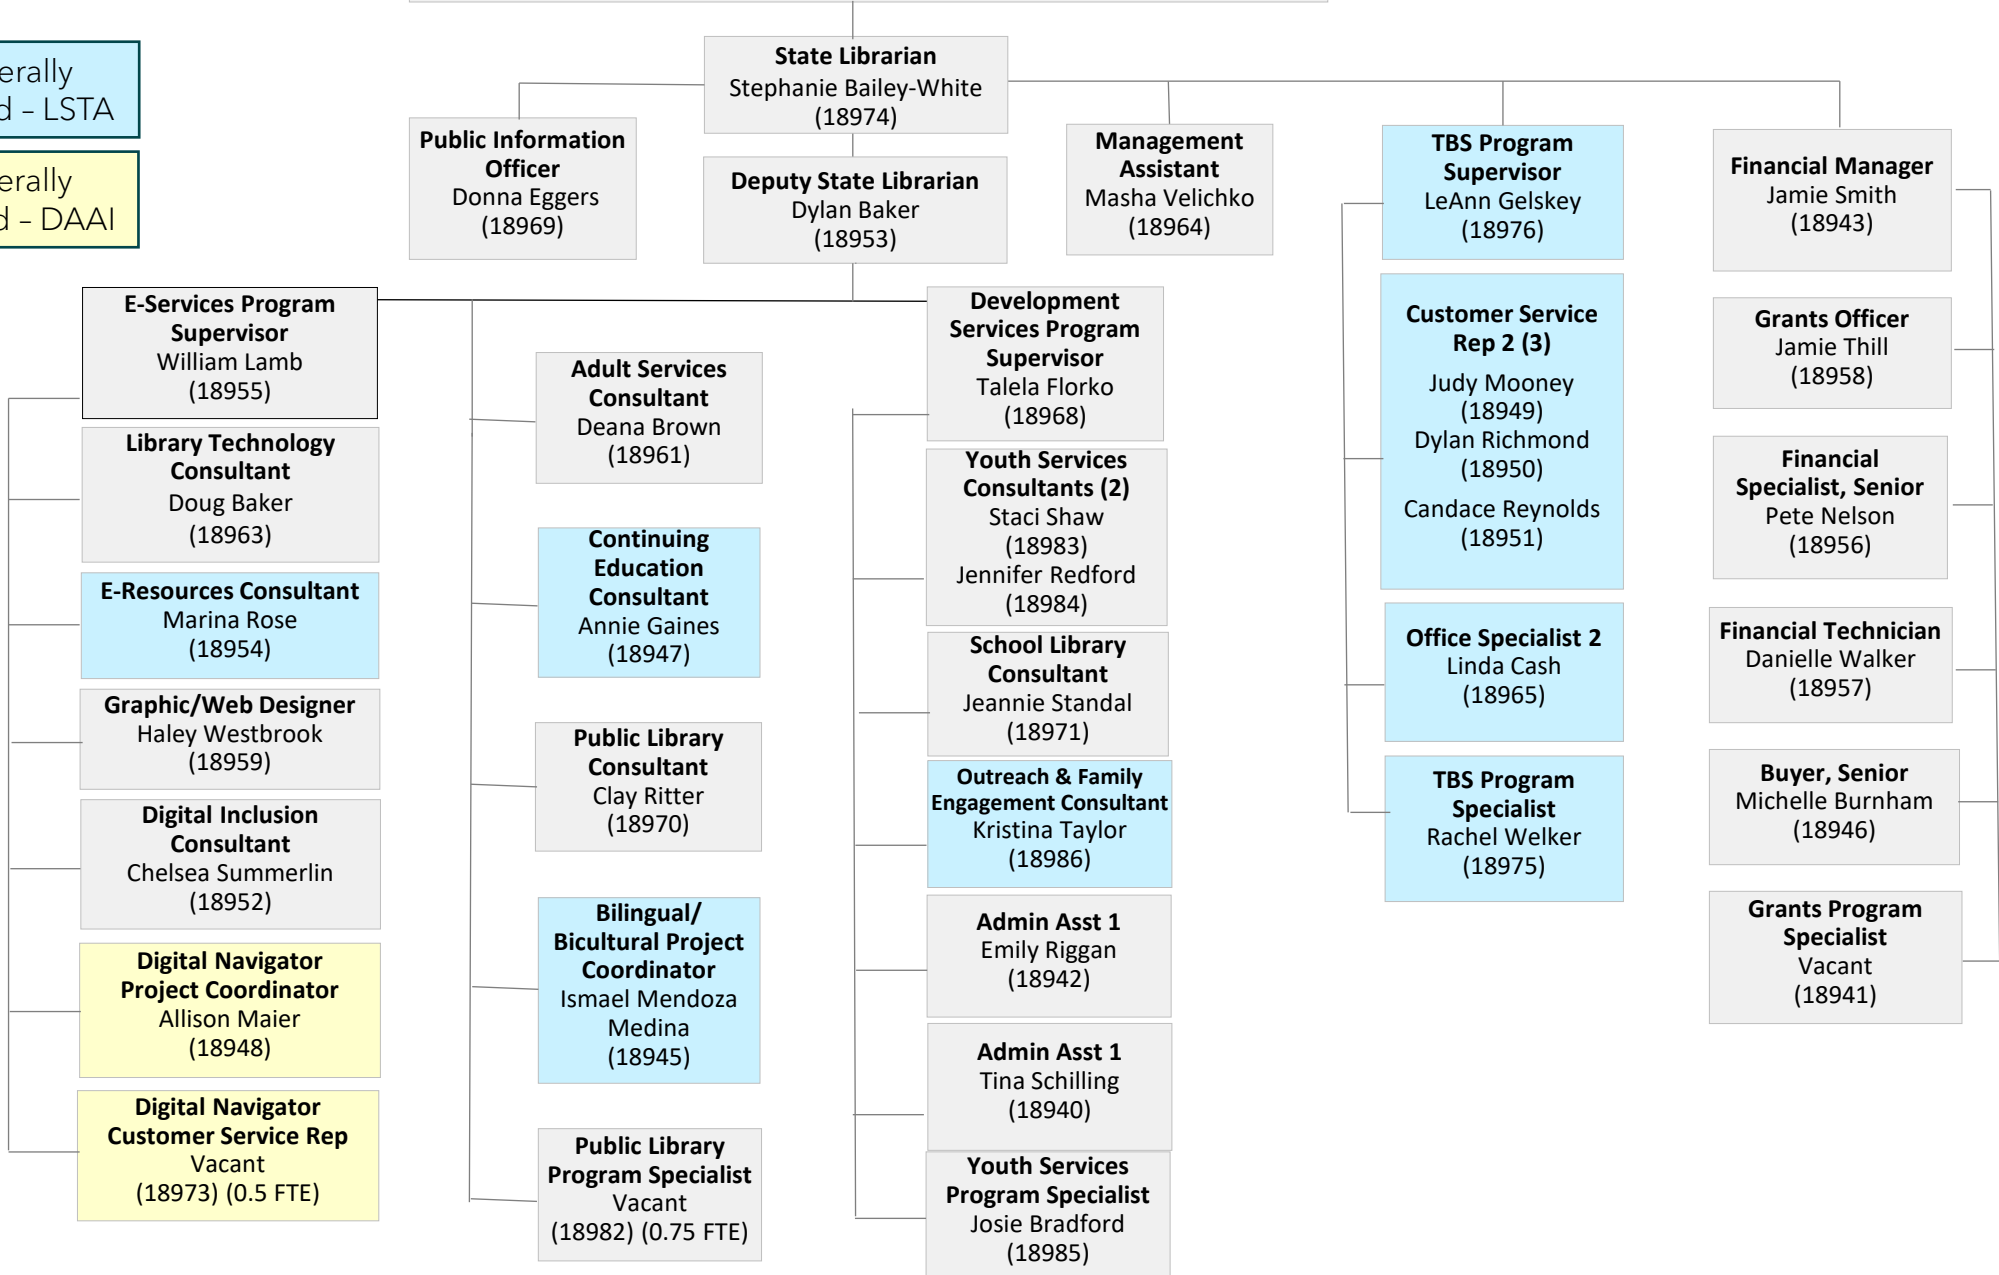 erally
d – LSTA
erally
d – DAAI
State Librarian
Stephanie Bailey-White
(18974)
Public Information
Officer
Donna Eggers
(18969)
Deputy State Librarian
Dylan Baker
(18953)
Management
Assistant
Masha Velichko
(18964)
TBS Program
Supervisor
LeAnn Gelskey
(18976)
Financial Manager
Jamie Smith
(18943)
E-Services Program
Supervisor
William Lamb
(18955)
Library Technology
Consultant
Doug Baker
(18963)
E-Resources Consultant
Marina Rose
(18954)
Graphic/Web Designer
Haley Westbrook
(18959)
Digital Inclusion
Consultant
Chelsea Summerlin
(18952)
Digital Navigator
Project Coordinator
Allison Maier
(18948)
Digital Navigator
Customer Service Rep
Vacant
(18973) (0.5 FTE)
Adult Services
Consultant
Deana Brown
(18961)
Continuing
Education
Consultant
Annie Gaines
(18947)
Public Library
Consultant
Clay Ritter
(18970)
Bilingual/
Bicultural Project
Coordinator
Ismael Mendoza
Medina
(18945)
Public Library
Program Specialist
Vacant
(18982) (0.75 FTE)
Development
Services Program
Supervisor
Talela Florko
(18968)
Youth Services
Consultants (2)
Staci Shaw
(18983)
Jennifer Redford
(18984)
School Library
Consultant
Jeannie Standal
(18971)
Outreach & Family
Engagement Consultant
Kristina Taylor
(18986)
Admin Asst 1
Emily Riggan
(18942)
Admin Asst 1
Tina Schilling
(18940)
Youth Services
Program Specialist
Josie Bradford
(18985)
Customer Service
Rep 2 (3)
Judy Mooney
(18949)
Dylan Richmond
(18950)
Candace Reynolds
(18951)
Office Specialist 2
Linda Cash
(18965)
TBS Program
Specialist
Rachel Welker
(18975)
Grants Officer
Jamie Thill
(18958)
Financial
Specialist, Senior
Pete Nelson
(18956)
Financial Technician
Danielle Walker
(18957)
Buyer, Senior
Michelle Burnham
(18946)
Grants Program
Specialist
Vacant
(18941)